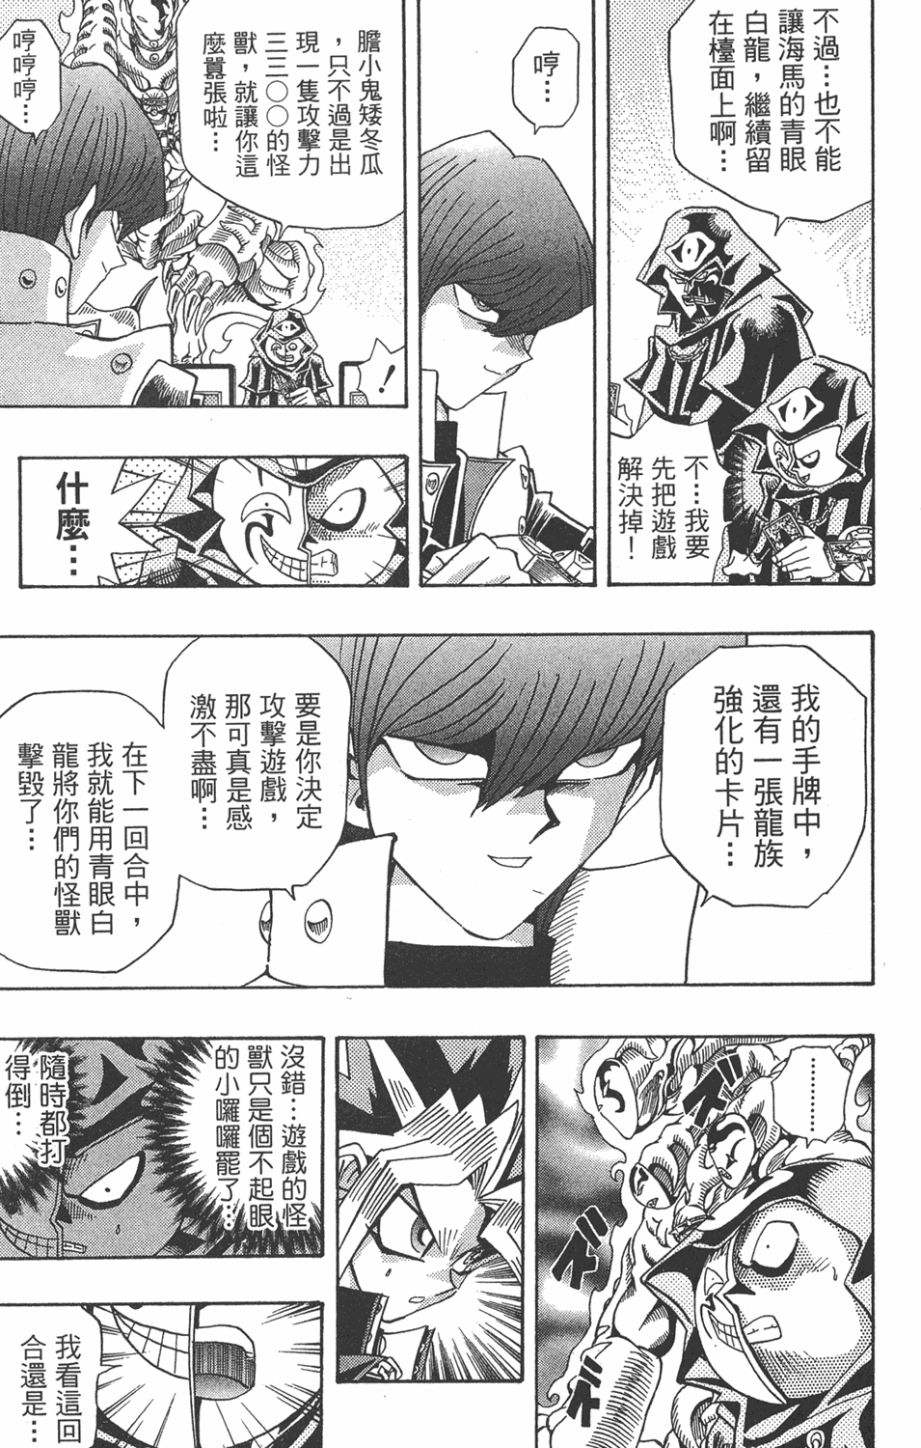 不過…也不能
讓海馬的青眼
白龍，繼續留
在檯面上啊…
不…我要
先把遊戲
解決掉！
哼…
膽小鬼矮冬瓜
，只不過是出
現一隻攻擊力
三三〇〇的怪
獸，就讓你這
麼囂張啦…
哼哼哼…
！
什麼…
我的手牌中，
還有一張龍族
強化的卡片…
要是你決定
攻擊遊戲，
那可真是感
激不盡啊…
在下一回合中，
我就能用青眼白
龍將你們的怪獸
擊毀了…
………
ズズ
ズズ
沒錯…遊戲的怪
獸只是個不起眼
的小囉囉罷了…
隨時都打
得倒…
我看這回
合還是…